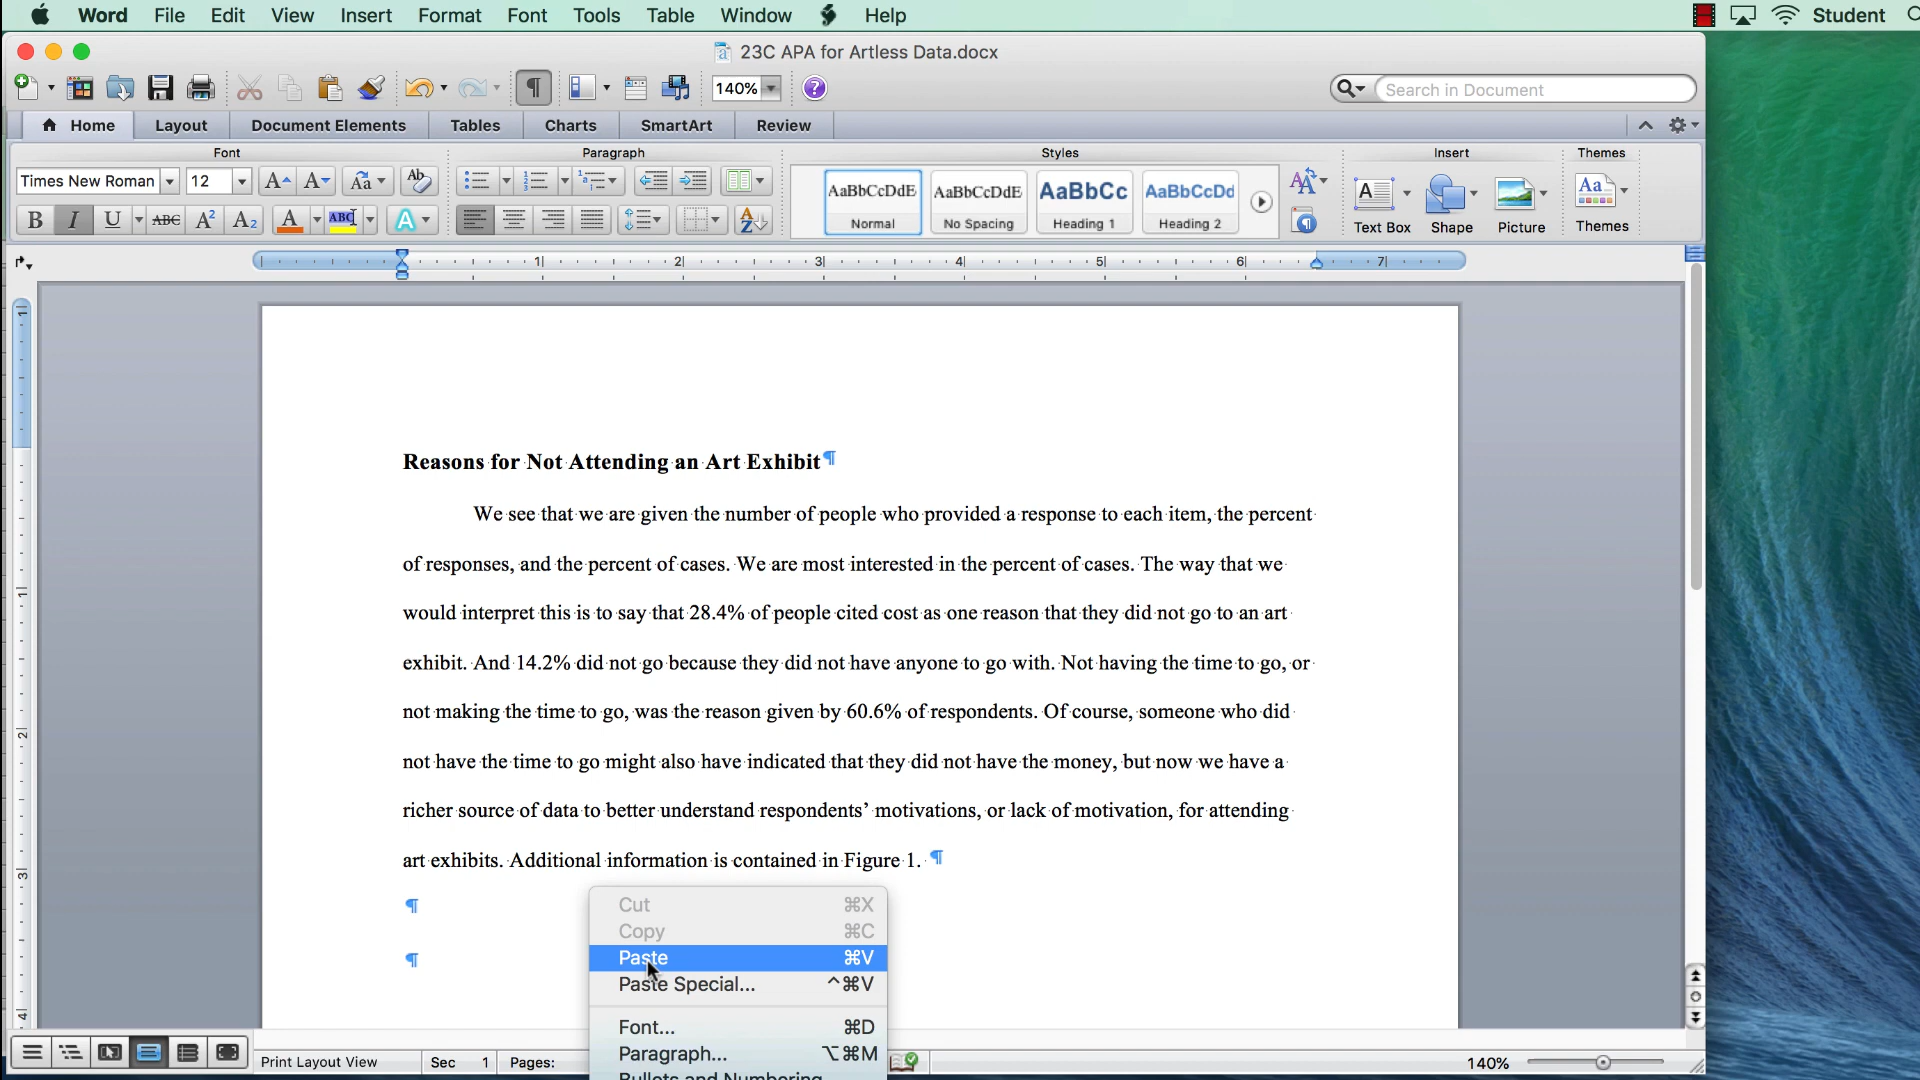 Word File Edit View Insert Format Font Tools Table Window Help Student
23C APA for Artless Data.docx
140% Search in Document
Home Layout Document Elements Tables Charts SmartArt Review
Font Paragraph Styles Insert Themes
Times New Roman 12 AaBbCcDdE AaBbCcDdE AaBbCc AaBbCcDd
Normal No Spacing Heading 1 Heading 2 Text Box Shape Picture Themes
1 2 3 4 5 6 7
Reasons for Not Attending an Art Exhibit¶
We see that we are given the number of people who provided a response to each item, the percent
of responses, and the percent of cases. We are most interested in the percent of cases. The way that we
would interpret this is to say that 28.4% of people cited cost as one reason that they did not go to an art
exhibit. And 14.2% did not go because they did not have anyone to go with. Not having the time to go, or
not making the time to go, was the reason given by 60.6% of respondents. Of course, someone who did
not have the time to go might also have indicated that they did not have the money, but now we have a
richer source of data to better understand respondents’ motivations, or lack of motivation, for attending
art exhibits. Additional information is contained in Figure 1. ¶
¶
¶
Cut ⌘X
Copy ⌘C
Paste ⌘V
Paste Special... ^⌘V
Font... ⌘D
Paragraph... ⌥⌘M
Bullets and Numbering
Print Layout View Sec 1 Pages: 140%